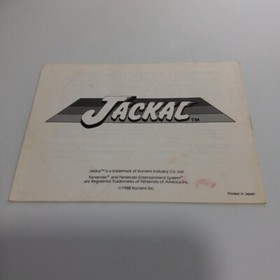 JACKAL™
Jackal™ is a trademark of Konami Industry Co. Ltd.
Nintendo® and Nintendo Entertainment System®
are Registered Trademarks of Nintendo of America Inc.
©1988 Konami Inc.
Printed in Japan